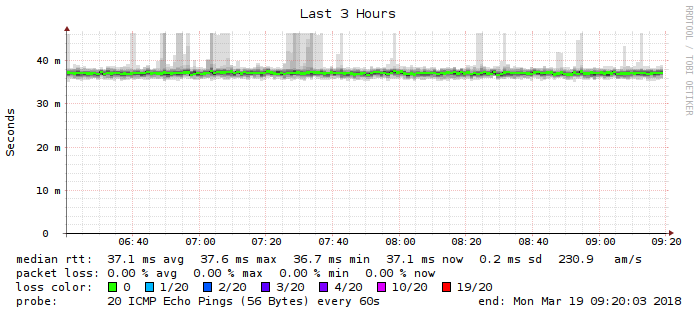 Last 3 Hours
RRDTOOL / TOBI OETIKER
Seconds
40 m
30 m
20 m
10 m
0
06:40 07:00 07:20 07:40 08:00 08:20 08:40 09:00 09:20
median rtt: 37.1 ms avg 37.6 ms max 36.7 ms min 37.1 ms now 0.2 ms sd 230.9 am/s
packet loss: 0.00 % avg 0.00 % max 0.00 % min 0.00 % now
loss color: 0 1/20 2/20 3/20 4/20 10/20 19/20
probe: 20 ICMP Echo Pings (56 Bytes) every 60s end: Mon Mar 19 09:20:03 2018